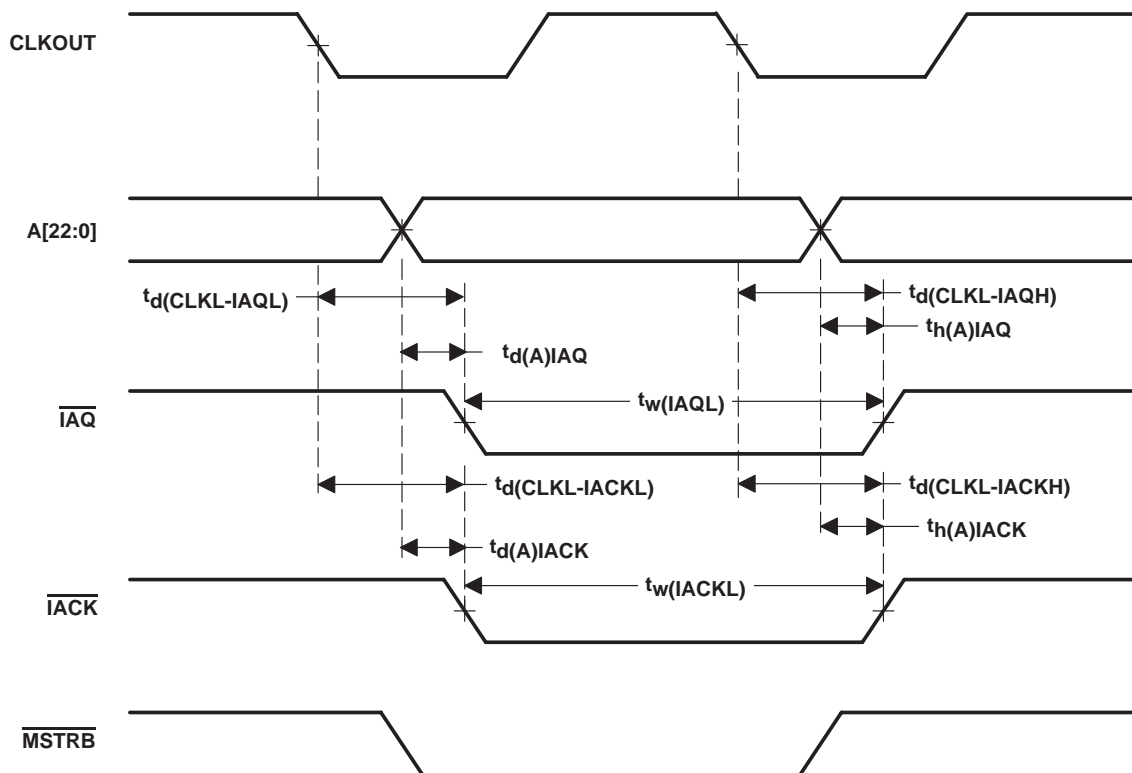 CLKOUT
A[22:0]
td(CLKL-IAQL)
td(CLKL-IAQH)
th(A)IAQ
td(A)IAQ
tw(IAQL)
IAQ
td(CLKL-IACKL)
td(CLKL-IACKH)
th(A)IACK
td(A)IACK
tw(IACKL)
IACK
MSTRB